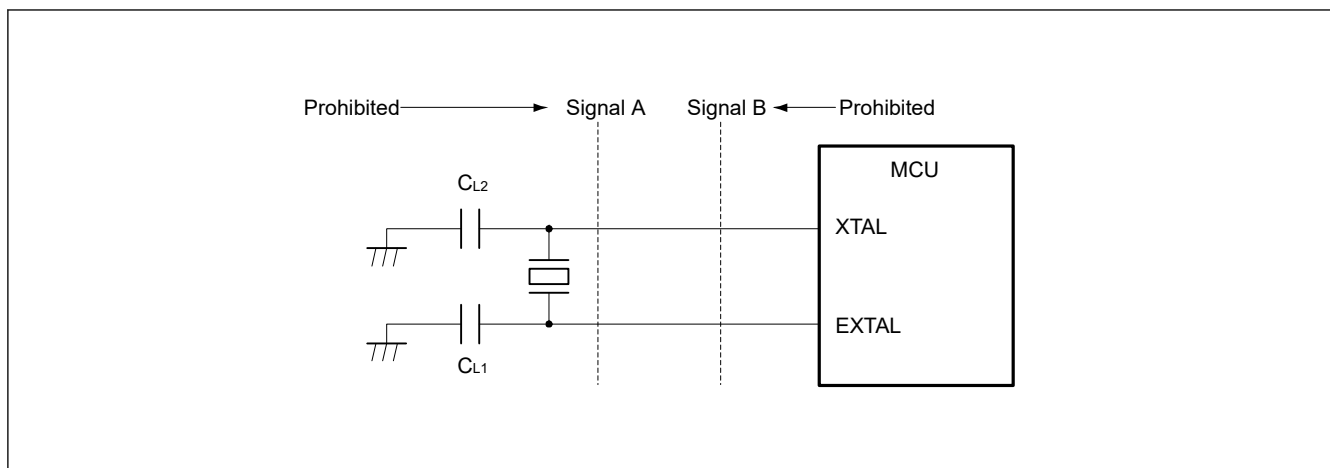 Prohibited Signal A Signal B Prohibited
MCU
CL2
XTAL
EXTAL
CL1